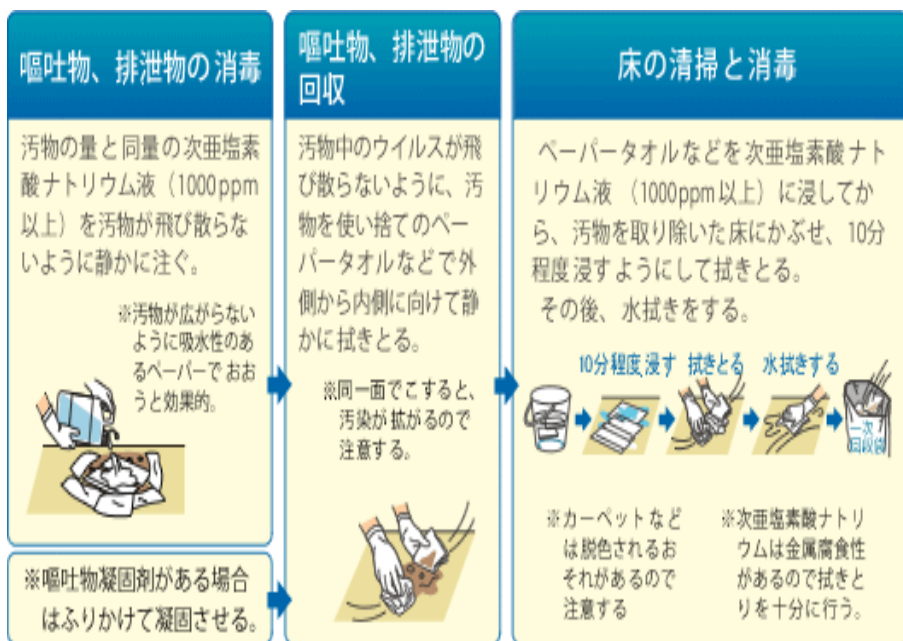 嘔吐物、排泄物の消毒
汚物の量と同量の次亜塩素
酸ナトリウム液（1000ppm
以上）を汚物が飛び散らな
いように静かに注ぐ。
※汚物が広がらない
ように吸水性のあ
るペーパーでおお
うと効果的。
※嘔吐物凝固剤がある場合
はふりかけて凝固させる。
嘔吐物、排泄物の
回収
汚物中のウイルスが飛
び散らないように、汚
物を使い捨てのペー
パータオルなどで外
側から内側に向けて静
かに拭きとる。
※同一面でこすると、
汚染が拡がるので
注意する。
床の清掃と消毒
ペーパータオルなどを次亜塩素酸ナト
リウム液（1000ppm以上）に浸してか
ら、汚物を取り除いた床にかぶせ、10分
程度浸すようにして拭きとる。
その後、水拭きをする。
10分程度浸す 拭きとる 水拭きする
一次
回収袋
※カーペットなど
は脱色されるお
それがあるので
注意する
※次亜塩素酸ナトリ
ウムは金属腐食性
があるので拭きと
りを十分に行う。